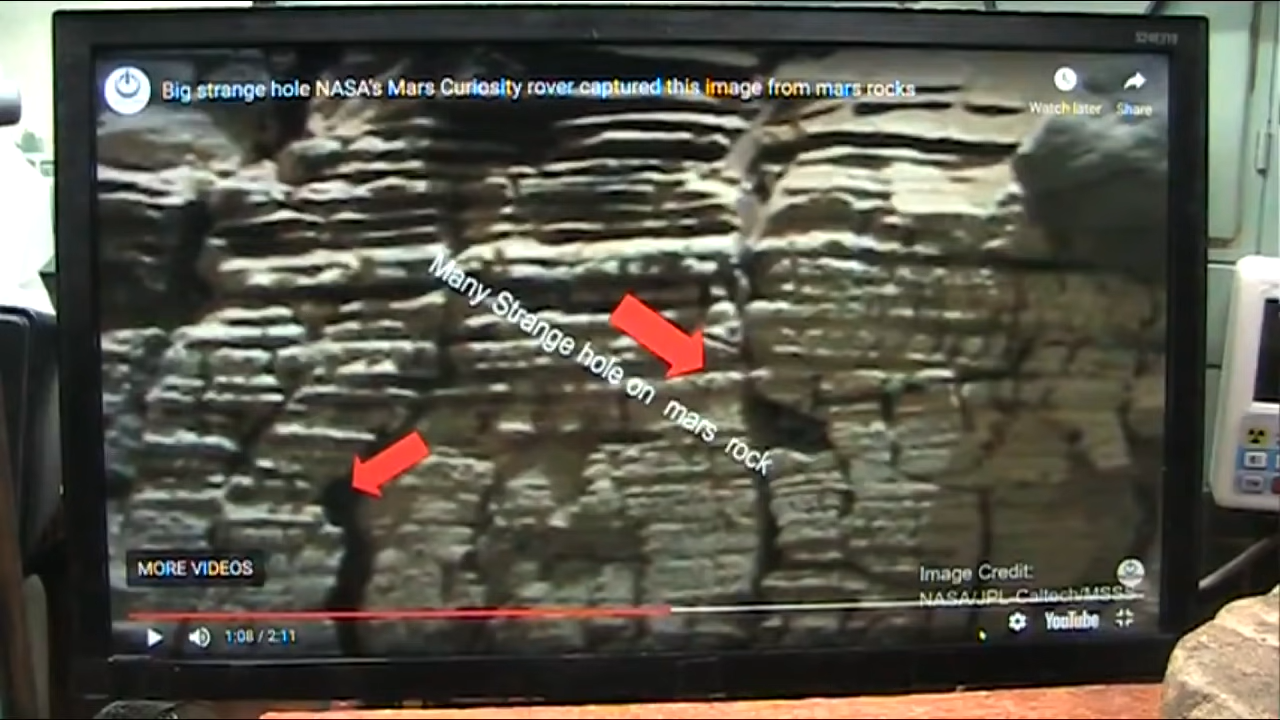 S24E310
Big strange hole NASA's Mars Curiosity rover captured this image from mars rocks
Watch later
Share
Many Strange hole on mars rock
MORE VIDEOS
Image Credit:
NASA/JPL-Caltech/MSSS
1:08 / 2:11
YouTube